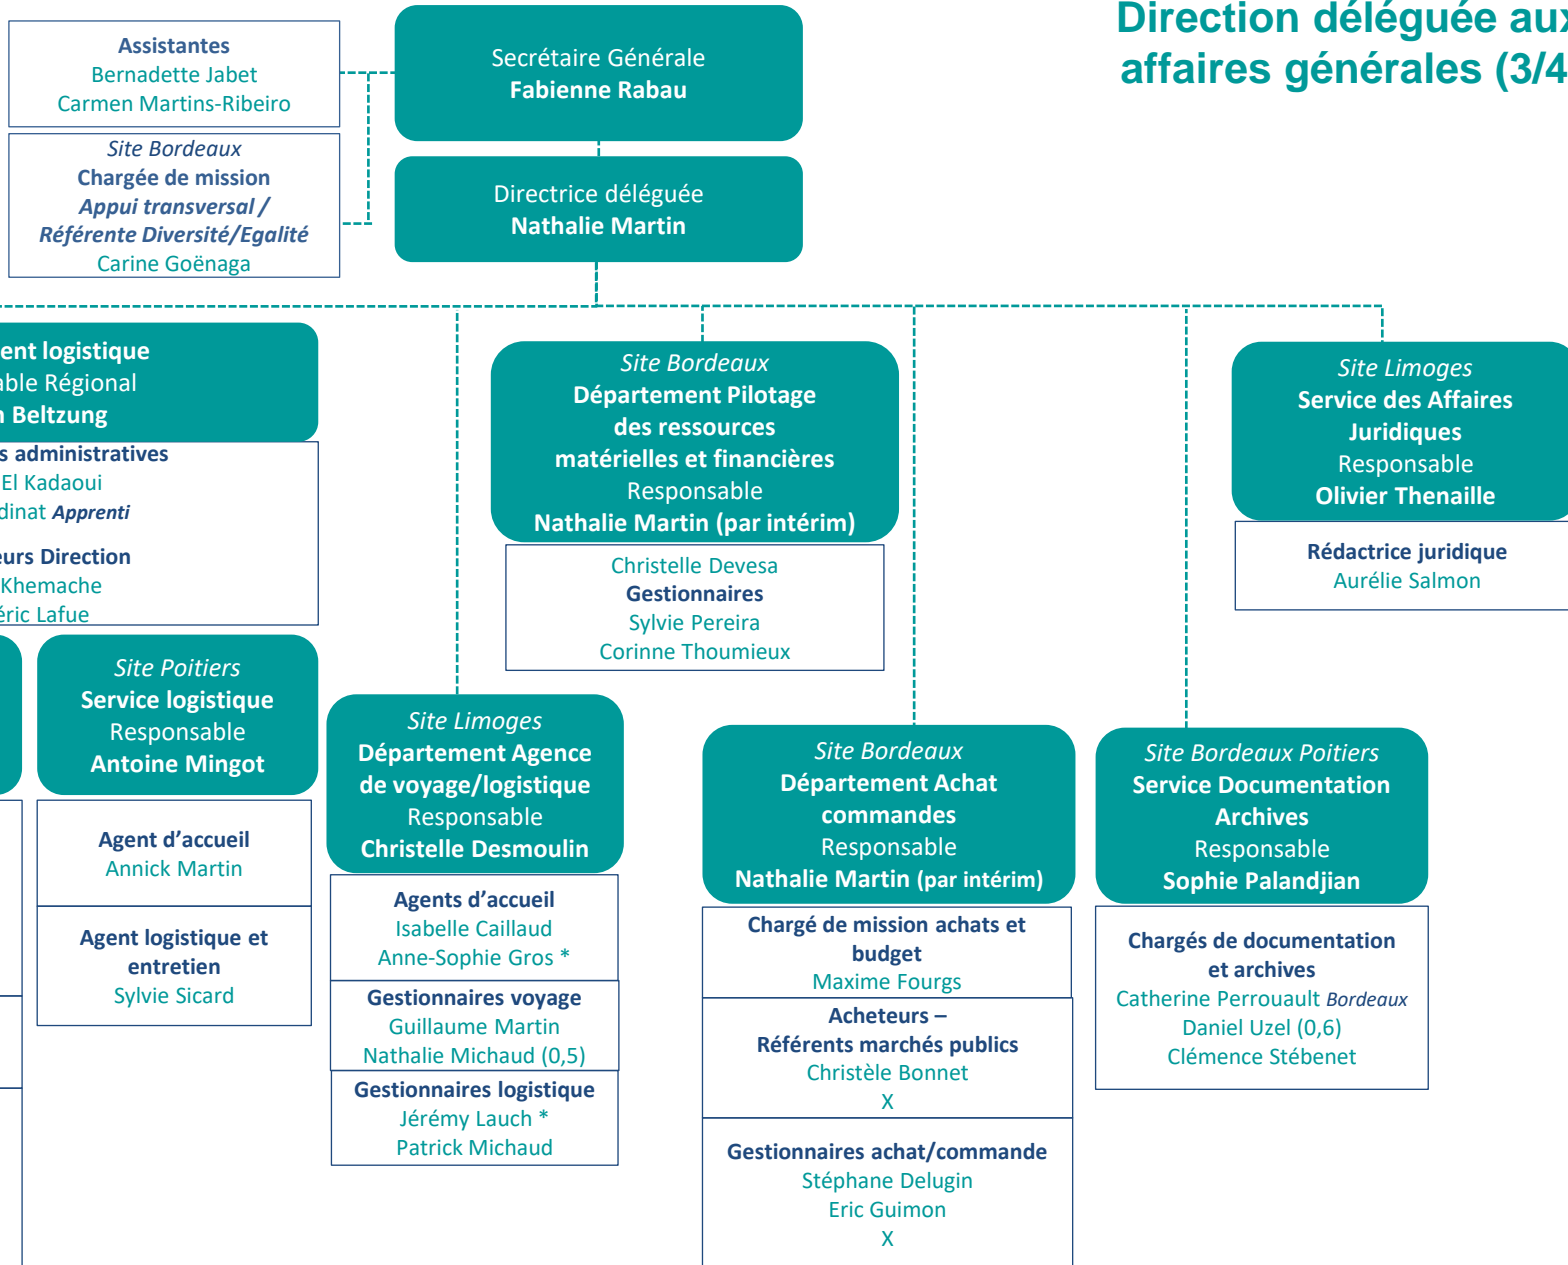 Direction déléguée aux
affaires générales (3/4
Assistantes
Bernadette Jabet
Carmen Martins-Ribeiro
Site Bordeaux
Chargée de mission
Appui transversal /
Référente Diversité/Egalité
Carine Goënaga
Secrétaire Générale
Fabienne Rabau
Directrice déléguée
Nathalie Martin
ent logistique
able Régional
Beltzung
s administratives
El Kadaoui
dinat Apprenti
eurs Direction
Khemache
éric Lafue
Site Poitiers
Service logistique
Responsable
Antoine Mingot
Agent d’accueil
Annick Martin
Agent logistique et
entretien
Sylvie Sicard
Site Limoges
Département Agence
de voyage/logistique
Responsable
Christelle Desmoulin
Agents d’accueil
Isabelle Caillaud
Anne-Sophie Gros *
Gestionnaires voyage
Guillaume Martin
Nathalie Michaud (0,5)
Gestionnaires logistique
Jérémy Lauch *
Patrick Michaud
Site Bordeaux
Département Pilotage
des ressources
matérielles et financières
Responsable
Nathalie Martin (par intérim)
Christelle Devesa
Gestionnaires
Sylvie Pereira
Corinne Thoumieux
Site Bordeaux
Département Achat
commandes
Responsable
Nathalie Martin (par intérim)
Chargé de mission achats et
budget
Maxime Fourgs
Acheteurs –
Référents marchés publics
Christèle Bonnet
X
Gestionnaires achat/commande
Stéphane Delugin
Eric Guimon
X
Site Bordeaux Poitiers
Service Documentation
Archives
Responsable
Sophie Palandjian
Chargés de documentation
et archives
Catherine Perrouault Bordeaux
Daniel Uzel (0,6)
Clémence Stébenet
Site Limoges
Service des Affaires
Juridiques
Responsable
Olivier Thenaille
Rédactrice juridique
Aurélie Salmon